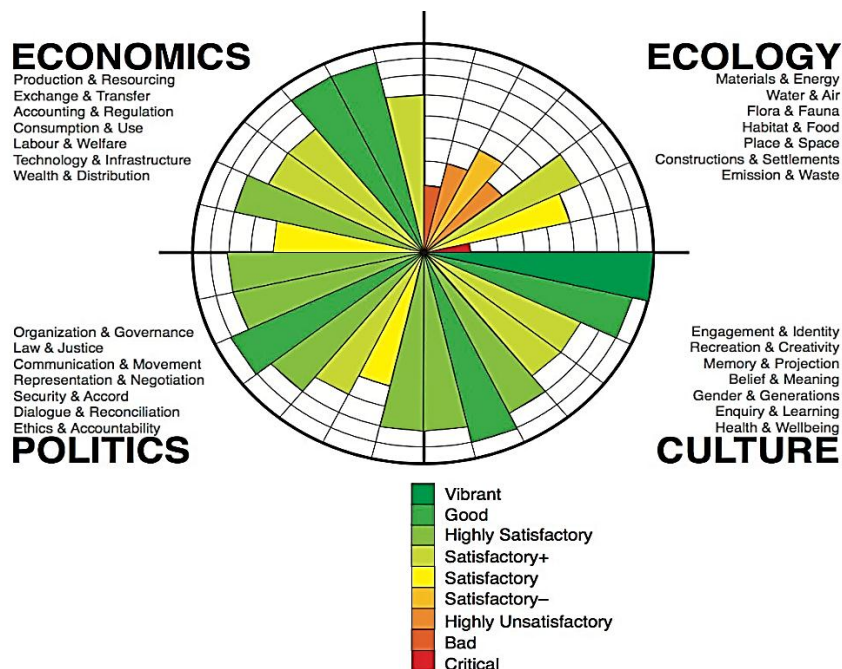 ECONOMICS
Production & Resourcing
Exchange & Transfer
Accounting & Regulation
Consumption & Use
Labour & Welfare
Technology & Infrastructure
Wealth & Distribution
ECOLOGY
Materials & Energy
Water & Air
Flora & Fauna
Habitat & Food
Place & Space
Constructions & Settlements
Emission & Waste
Organization & Governance
Law & Justice
Communication & Movement
Representation & Negotiation
Security & Accord
Dialogue & Reconciliation
Ethics & Accountability
POLITICS
Engagement & Identity
Recreation & Creativity
Memory & Projection
Belief & Meaning
Gender & Generations
Enquiry & Learning
Health & Wellbeing
CULTURE
Vibrant
Good
Highly Satisfactory
Satisfactory+
Satisfactory
Satisfactory–
Highly Unsatisfactory
Bad
Critical